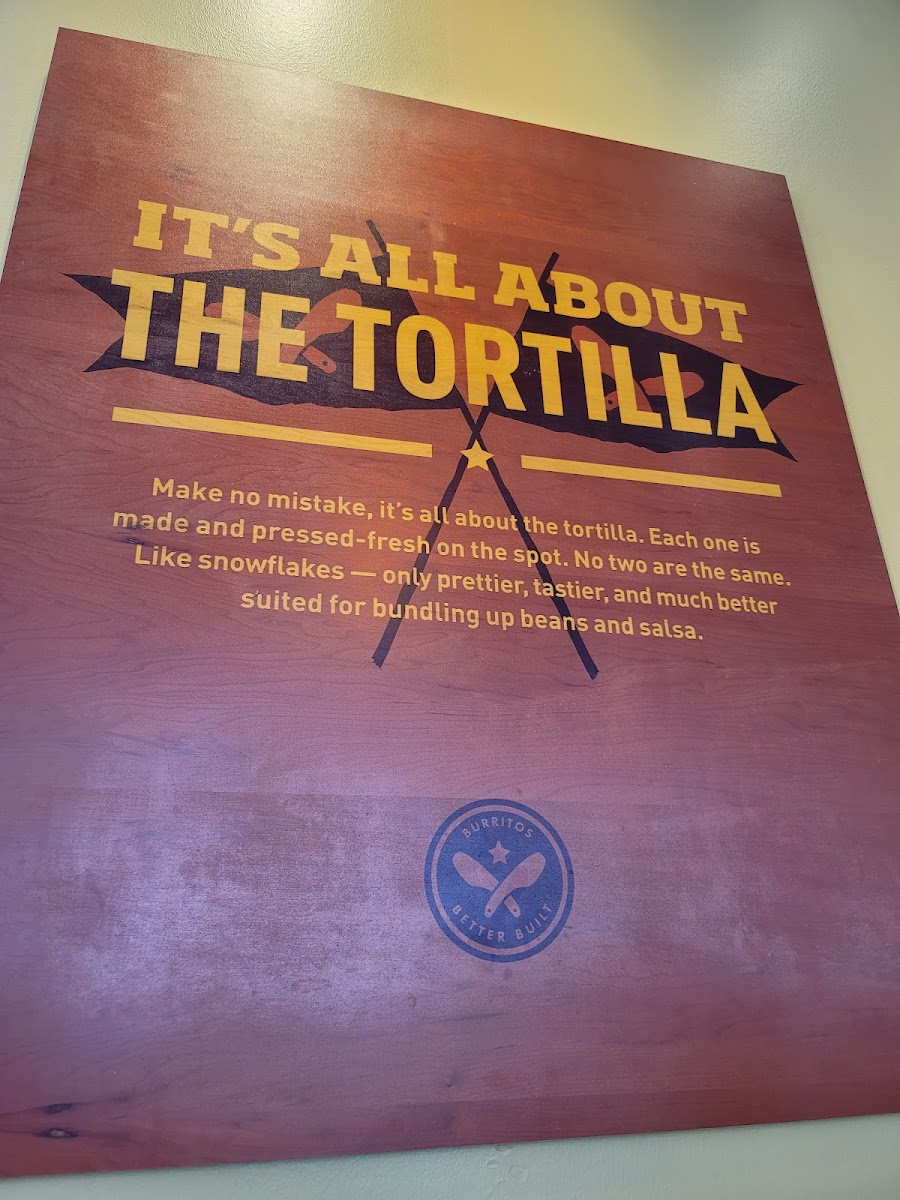 IT'S ALL ABOUT
THE TORTILLA
Make no mistake, it's all about the tortilla. Each one is
made and pressed-fresh on the spot. No two are the same.
Like snowflakes — only prettier, tastier, and much better
suited for bundling up beans and salsa.
BURRITOS
BETTER BUILT